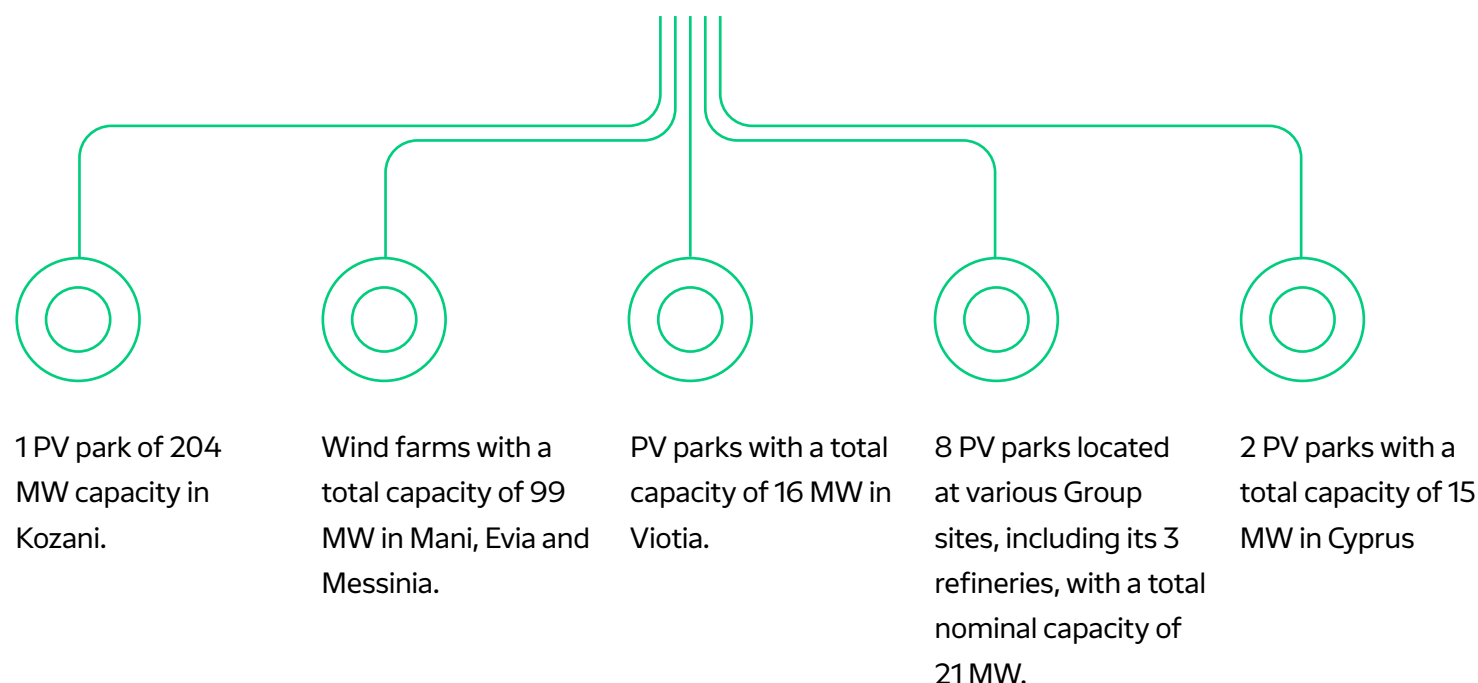 1 PV park of 204
MW capacity in
Kozani.
Wind farms with a
total capacity of 99
MW in Mani, Evia and
Messinia.
PV parks with a total
capacity of 16 MW in
Viotia.
8 PV parks located
at various Group
sites, including its 3
refineries, with a total
nominal capacity of
21 MW.
2 PV parks with a
total capacity of 15
MW in Cyprus